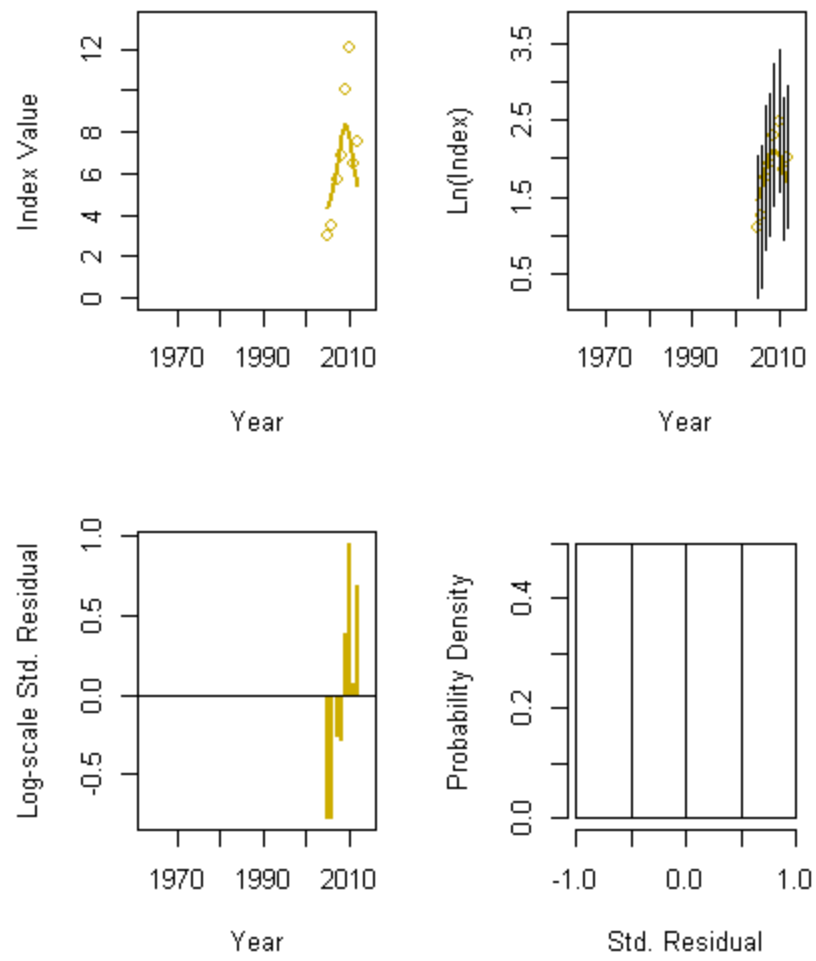 Index Value
12
8
6
4
2
0
1970 1990 2010
Year
Ln(Index)
3.5
2.5
1.5
0.5
1970 1990 2010
Year
Log-scale Std. Residual
1.0
0.5
0.0
-0.5
1970 1990 2010
Year
Probability Density
0.4
0.2
0.0
-1.0 0.0 1.0
Std. Residual